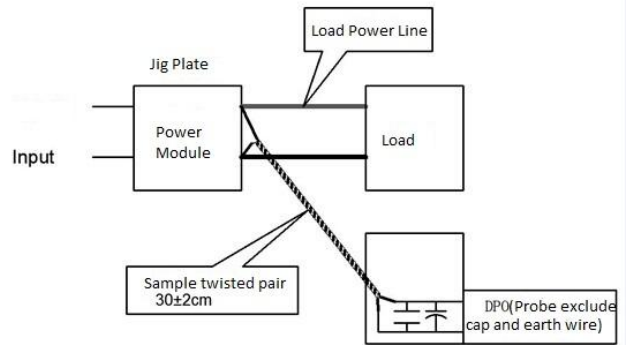 Load Power Line
Jig Plate
Power
Module
Load
Input
Sample twisted pair
30±2cm
DPO(Probe exclude
cap and earth wire)